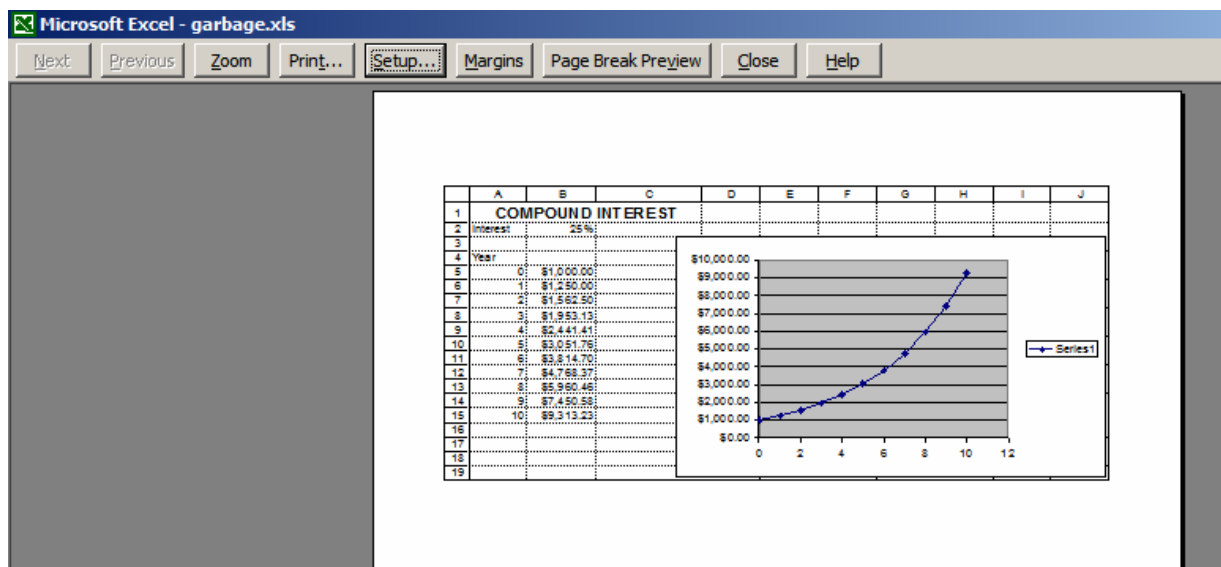 Microsoft Excel - garbage.xls
Next Previous Zoom Print... Setup... Margins Page Break Preview Close Help
A B C D E F G H I J
1 COMPOUND INTEREST
2 Interest 25%
3
4 Year
5 0 $1,000.00
6 1 $1,250.00
7 2 $1,562.50
8 3 $1,953.13
9 4 $2,441.41
10 5 $3,051.76
11 6 $3,814.70
12 7 $4,768.37
13 8 $5,960.46
14 9 $7,450.58
15 10 $9,313.23
16
17
18
19
$10,000.00
$9,000.00
$8,000.00
$7,000.00
$6,000.00
$5,000.00
$4,000.00
$3,000.00
$2,000.00
$1,000.00
$0.00
0 2 4 6 8 10 12
Series1